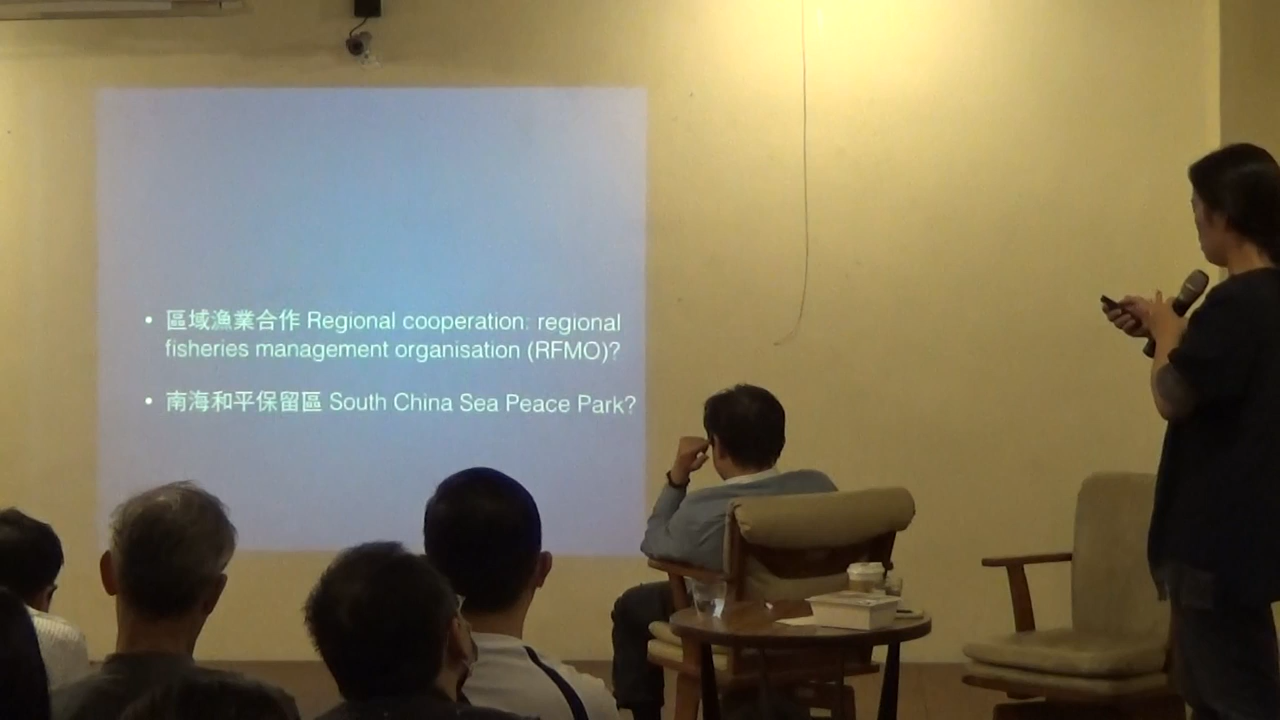 • 區域漁業合作 Regional cooperation: regional
fisheries management organisation (RFMO)?
• 南海和平保留區 South China Sea Peace Park?